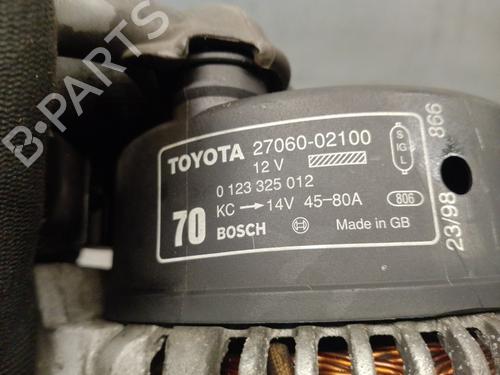 B-PARTS
TOYOTA 27060-02100
12 V
S
IG
L
0 123 325 012
KC → 14V 45-80A
806
70 BOSCH
Made in GB
23/98 866